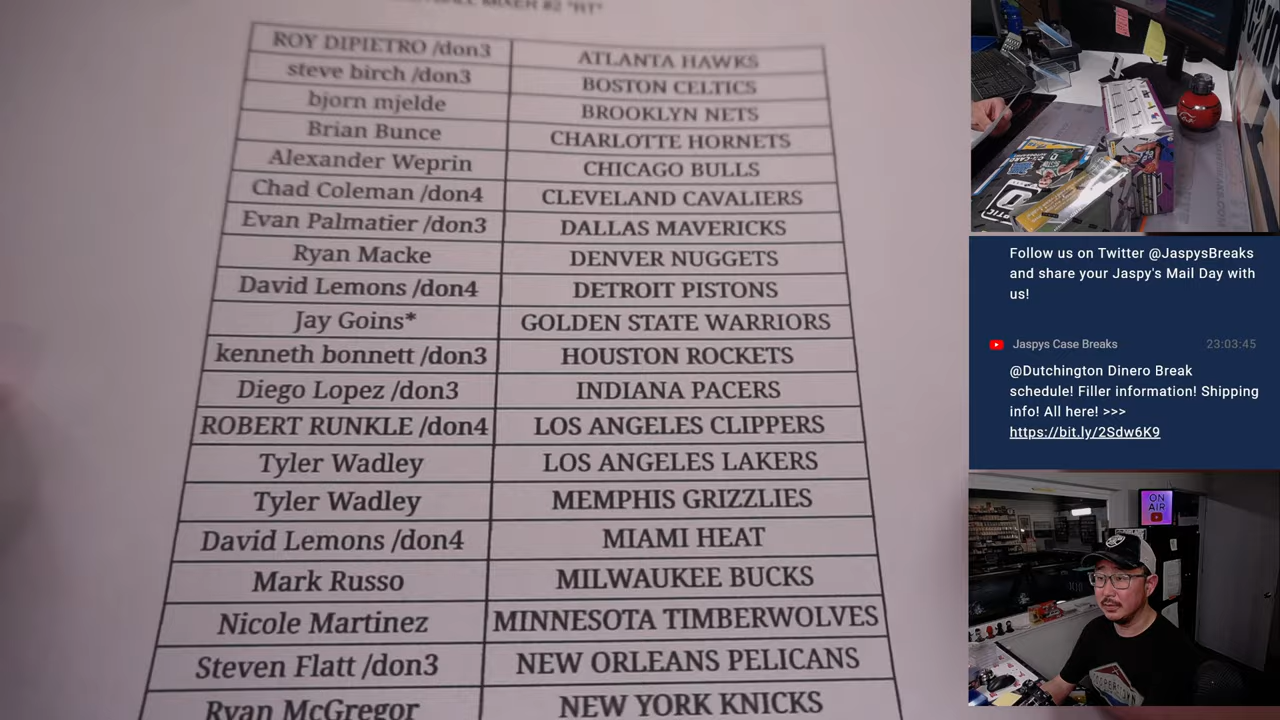 MIXER #2 "RT"
ROY DIPIETRO /don3 ATLANTA HAWKS
steve birch /don3 BOSTON CELTICS
bjorn mjelde BROOKLYN NETS
Brian Bunce CHARLOTTE HORNETS
Alexander Weprin CHICAGO BULLS
Chad Coleman /don4 CLEVELAND CAVALIERS
Evan Palmatier /don3 DALLAS MAVERICKS
Ryan Macke DENVER NUGGETS
David Lemons /don4 DETROIT PISTONS
Jay Goins* GOLDEN STATE WARRIORS
kenneth bonnett /don3 HOUSTON ROCKETS
Diego Lopez /don3 INDIANA PACERS
ROBERT RUNKLE /don4 LOS ANGELES CLIPPERS
Tyler Wadley LOS ANGELES LAKERS
Tyler Wadley MEMPHIS GRIZZLIES
David Lemons /don4 MIAMI HEAT
Mark Russo MILWAUKEE BUCKS
Nicole Martinez MINNESOTA TIMBERWOLVES
Steven Flatt /don3 NEW ORLEANS PELICANS
Ryan McGregor NEW YORK KNICKS
Follow us on Twitter @JaspysBreaks
and share your Jaspy's Mail Day with
us!
Jaspys Case Breaks 23:03:45
@Dutchington Dinero Break
schedule! Filler information! Shipping
info! All here! >>>
https://bit.ly/2Sdw6K9
ON
AIR